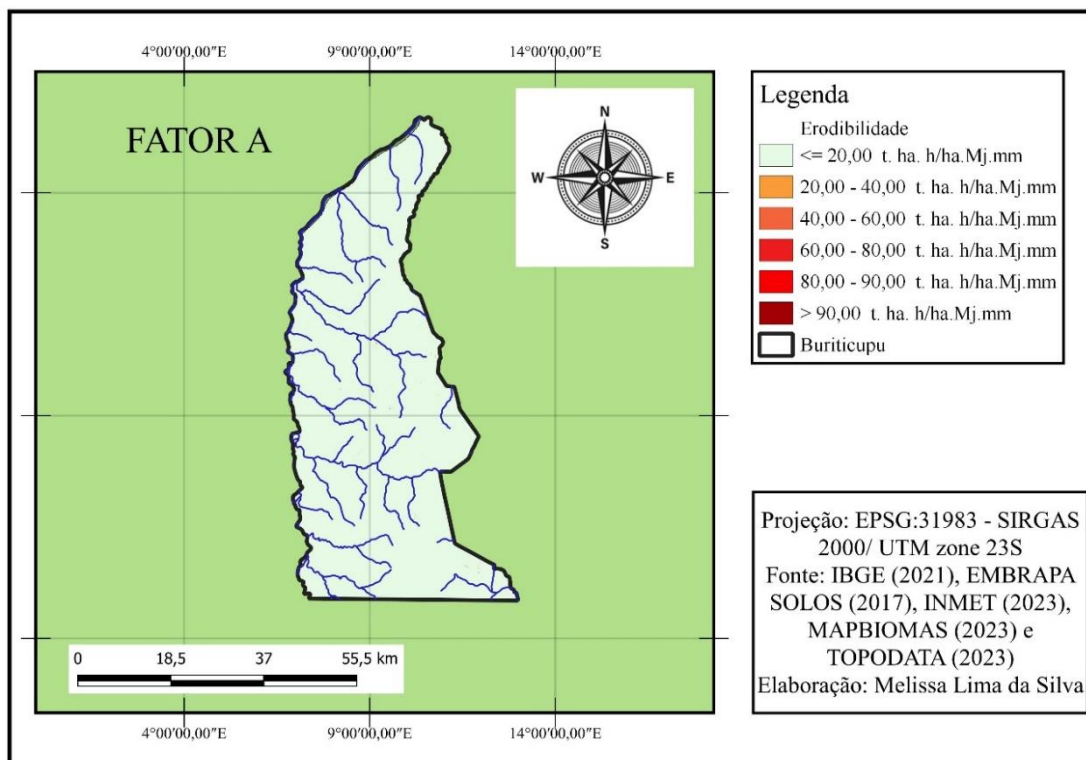 4°00′00,00″E 9°00′00,00″E 14°00′00,00″E
FATOR A
N
W E
S
0 18,5 37 55,5 km
4°00′00,00″E 9°00′00,00″E 14°00′00,00″E
Legenda
Erodibilidade
<= 20,00 t. ha. h/ha.Mj.mm
20,00 - 40,00 t. ha. h/ha.Mj.mm
40,00 - 60,00 t. ha. h/ha.Mj.mm
60,00 - 80,00 t. ha. h/ha.Mj.mm
80,00 - 90,00 t. ha. h/ha.Mj.mm
> 90,00 t. ha. h/ha.Mj.mm
Buriticupu
Projeção: EPSG:31983 - SIRGAS
2000/ UTM zone 23S
Fonte: IBGE (2021), EMBRAPA
SOLOS (2017), INMET (2023),
MAPBIOMAS (2023) e
TOPODATA (2023)
Elaboração: Melissa Lima da Silva